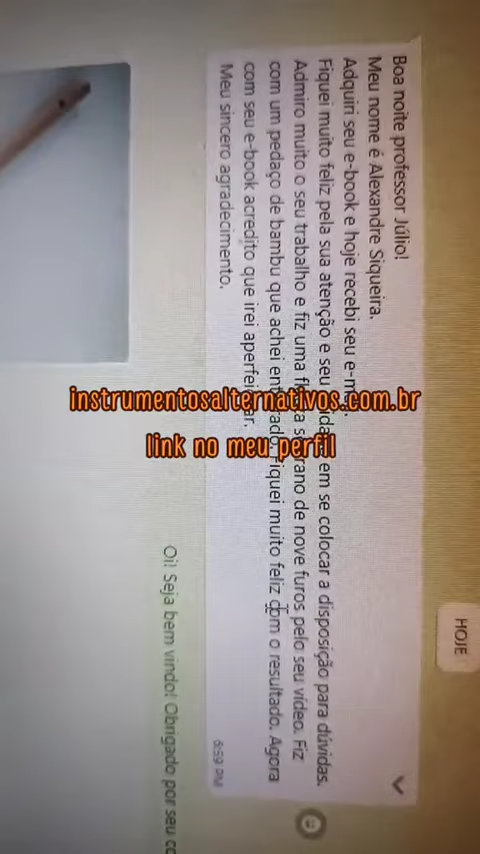 HOJE
Boa noite professor Júlio!
Meu nome é Alexandre Siqueira.
Adquiri seu e-book e hoje recebi seu
Fiquei muito feliz pela sua atenção e seu em se colocar a disposição para dúvidas.
Admiro muito o seu trabalho e fiz uma de nove furos pelo seu vídeo. Fiz
com um pedaço de bambu que achei Fiquei muito feliz com o resultado. Agora
com seu e-book acredito que irei
Meu sincero agradecimento.
6:59 PM
Oi! Seja bem vindo! Obrigado por seu
instrumentosalternativos.com.br
link no meu perfil